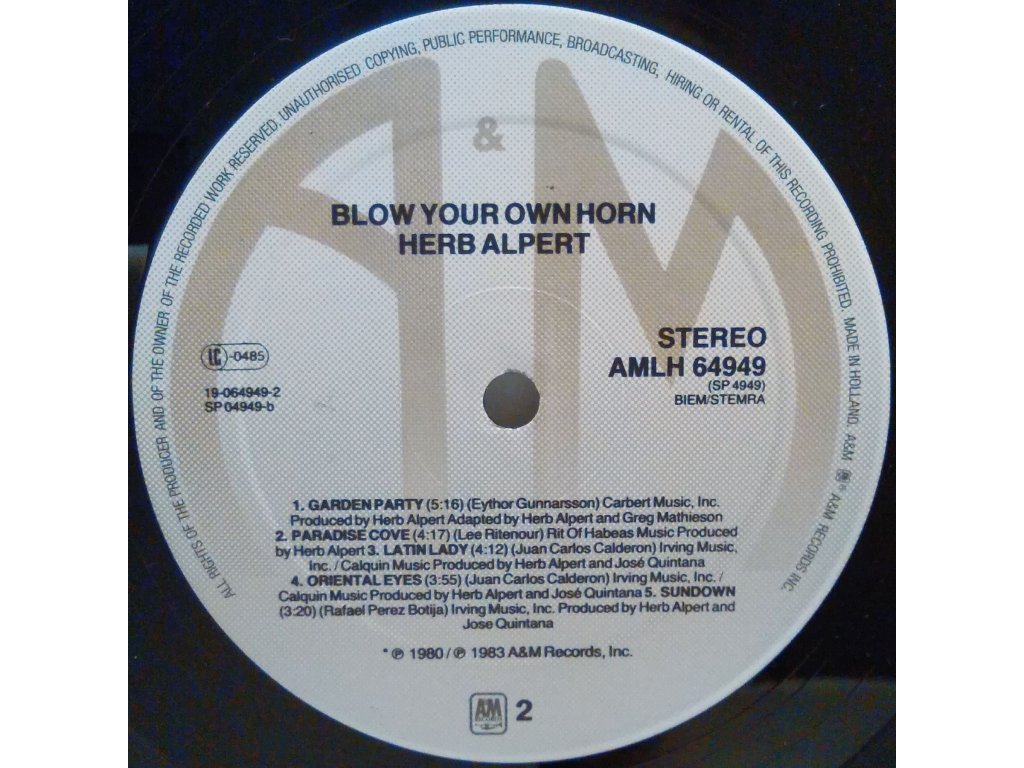 ALL RIGHTS OF THE PRODUCER AND OF THE OWNER OF THE RECORDED WORK RESERVED. UNAUTHORISED COPYING, PUBLIC PERFORMANCE, BROADCASTING, HIRING OR RENTAL OF THIS RECORDING PROHIBITED. MADE IN HOLLAND. A&M ® A&M RECORDS INC.
A & M
BLOW YOUR OWN HORN
HERB ALPERT
STEREO
AMLH 64949
(SP 4949)
BIEM/STEMRA
LC-0485
19-064949-2
SP 04949-b
1. GARDEN PARTY (5:16) (Eythor Gunnarsson) Carbert Music, Inc.
Produced by Herb Alpert Adapted by Herb Alpert and Greg Mathieson
2. PARADISE COVE (4:17) (Lee Ritenour) Rit Of Habeas Music Produced
by Herb Alpert 3. LATIN LADY (4:12) (Juan Carlos Calderon) Irving Music,
Inc. / Calquin Music Produced by Herb Alpert and José Quintana
4. ORIENTAL EYES (3:55) (Juan Carlos Calderon) Irving Music, Inc. /
Calquin Music Produced by Herb Alpert and José Quintana 5. SUNDOWN
(3:20) (Rafael Perez Botija) Irving Music, Inc. Produced by Herb Alpert and
Jose Quintana
* ℗ 1980 / ℗ 1983 A&M Records, Inc.
A&M RECORDS 2